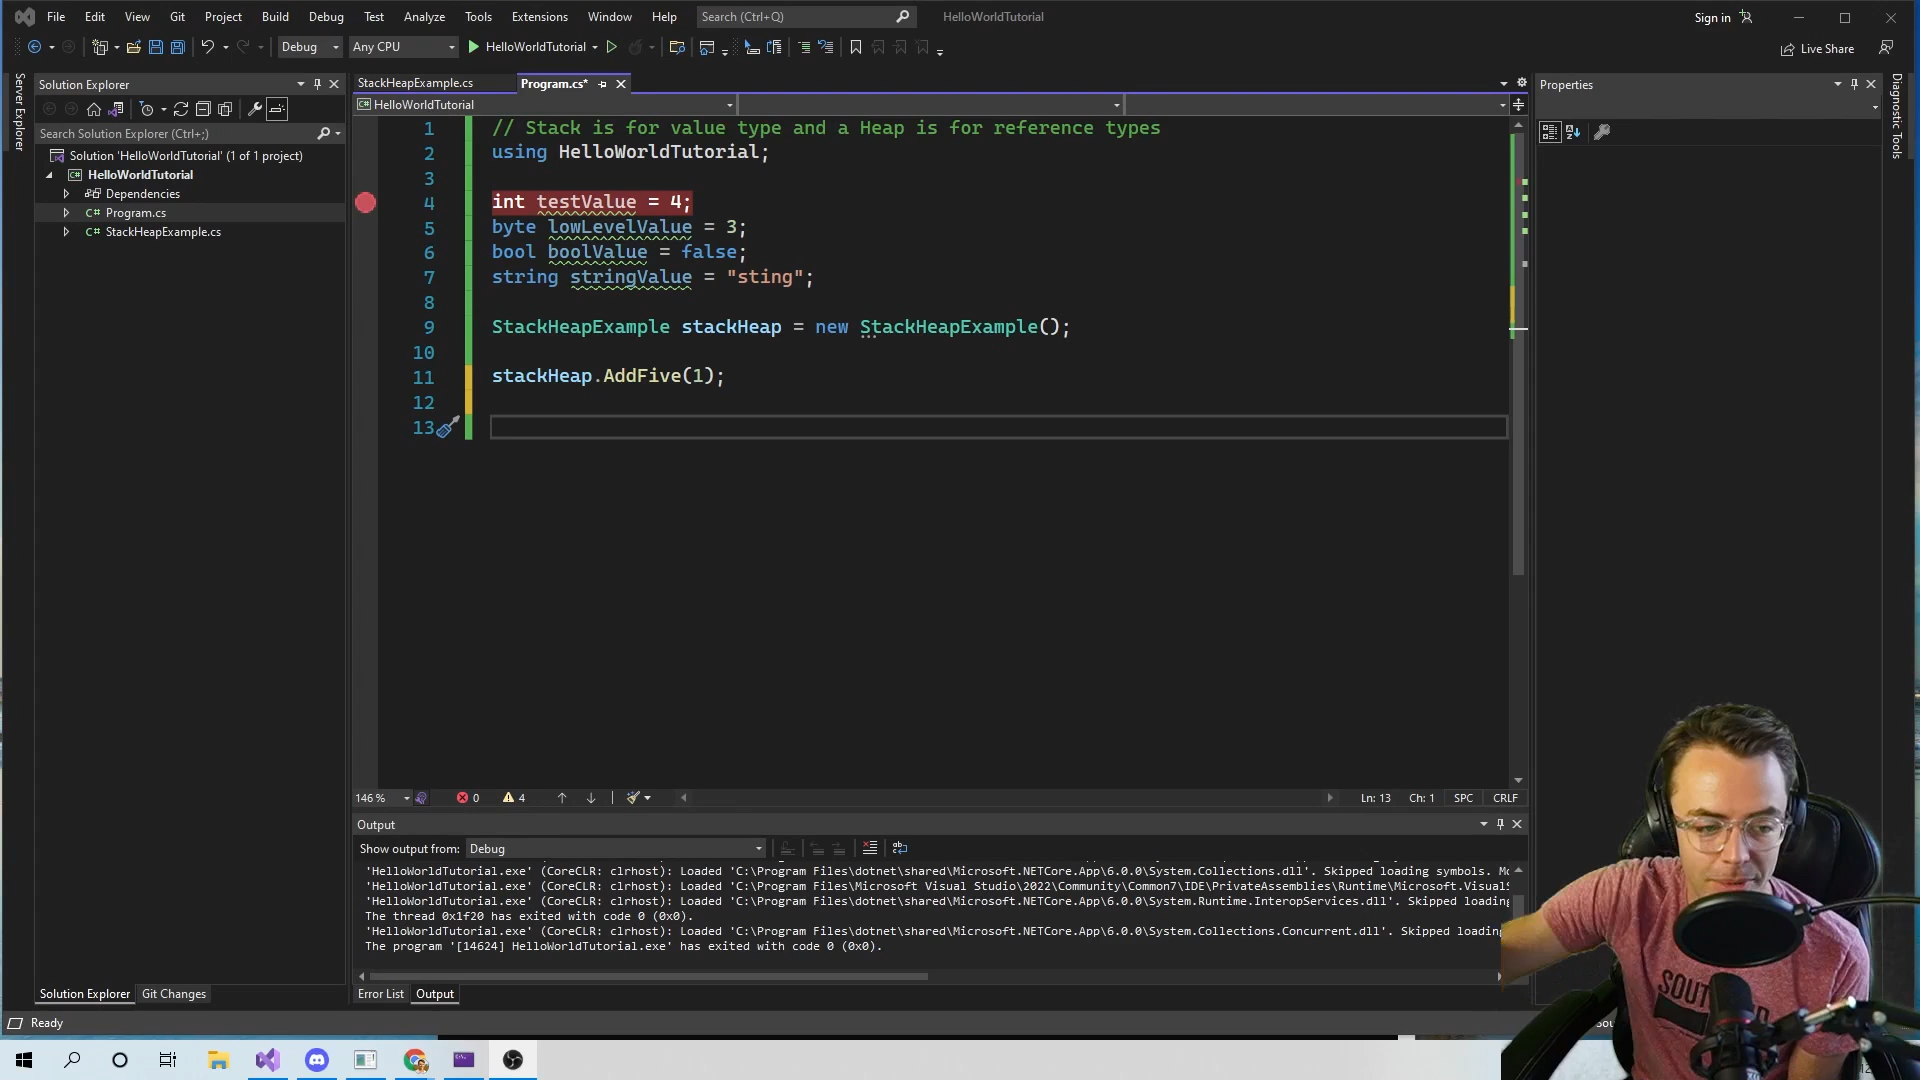 File Edit View Git Project Build Debug Test Analyze Tools Extensions Window Help Search (Ctrl+Q) HelloWorldTutorial Sign in
Debug Any CPU HelloWorldTutorial Live Share
Server Explorer
Solution Explorer
Search Solution Explorer (Ctrl+;)
Solution 'HelloWorldTutorial' (1 of 1 project)
HelloWorldTutorial
Dependencies
C# Program.cs
C# StackHeapExample.cs
StackHeapExample.cs Program.cs*
HelloWorldTutorial
1 // Stack is for value type and a Heap is for reference types
2 using HelloWorldTutorial;
3
4 int testValue = 4;
5 byte lowLevelValue = 3;
6 bool boolValue = false;
7 string stringValue = "sting";
8
9 StackHeapExample stackHeap = new StackHeapExample();
10
11 stackHeap.AddFive(1);
12
13
146 % 0 4 Ln: 13 Ch: 1 SPC CRLF
Output
Show output from: Debug
'HelloWorldTutorial.exe' (CoreCLR: clrhost): Loaded 'C:\Program Files\dotnet\shared\Microsoft.NETCore.App\6.0.0\System.Collections.dll'. Skipped loading symbols. Mo
'HelloWorldTutorial.exe' (CoreCLR: clrhost): Loaded 'C:\Program Files\Microsoft Visual Studio\2022\Community\Common7\IDE\PrivateAssemblies\Runtime\Microsoft.VisualS
'HelloWorldTutorial.exe' (CoreCLR: clrhost): Loaded 'C:\Program Files\dotnet\shared\Microsoft.NETCore.App\6.0.0\System.Runtime.InteropServices.dll'. Skipped loading
The thread 0x1f20 has exited with code 0 (0x0).
'HelloWorldTutorial.exe' (CoreCLR: clrhost): Loaded 'C:\Program Files\dotnet\shared\Microsoft.NETCore.App\6.0.0\System.Collections.Concurrent.dll'. Skipped loading
The program '[14624] HelloWorldTutorial.exe' has exited with code 0 (0x0).
Solution Explorer Git Changes
Error List Output
Ready
Properties
Diagnostic Tools